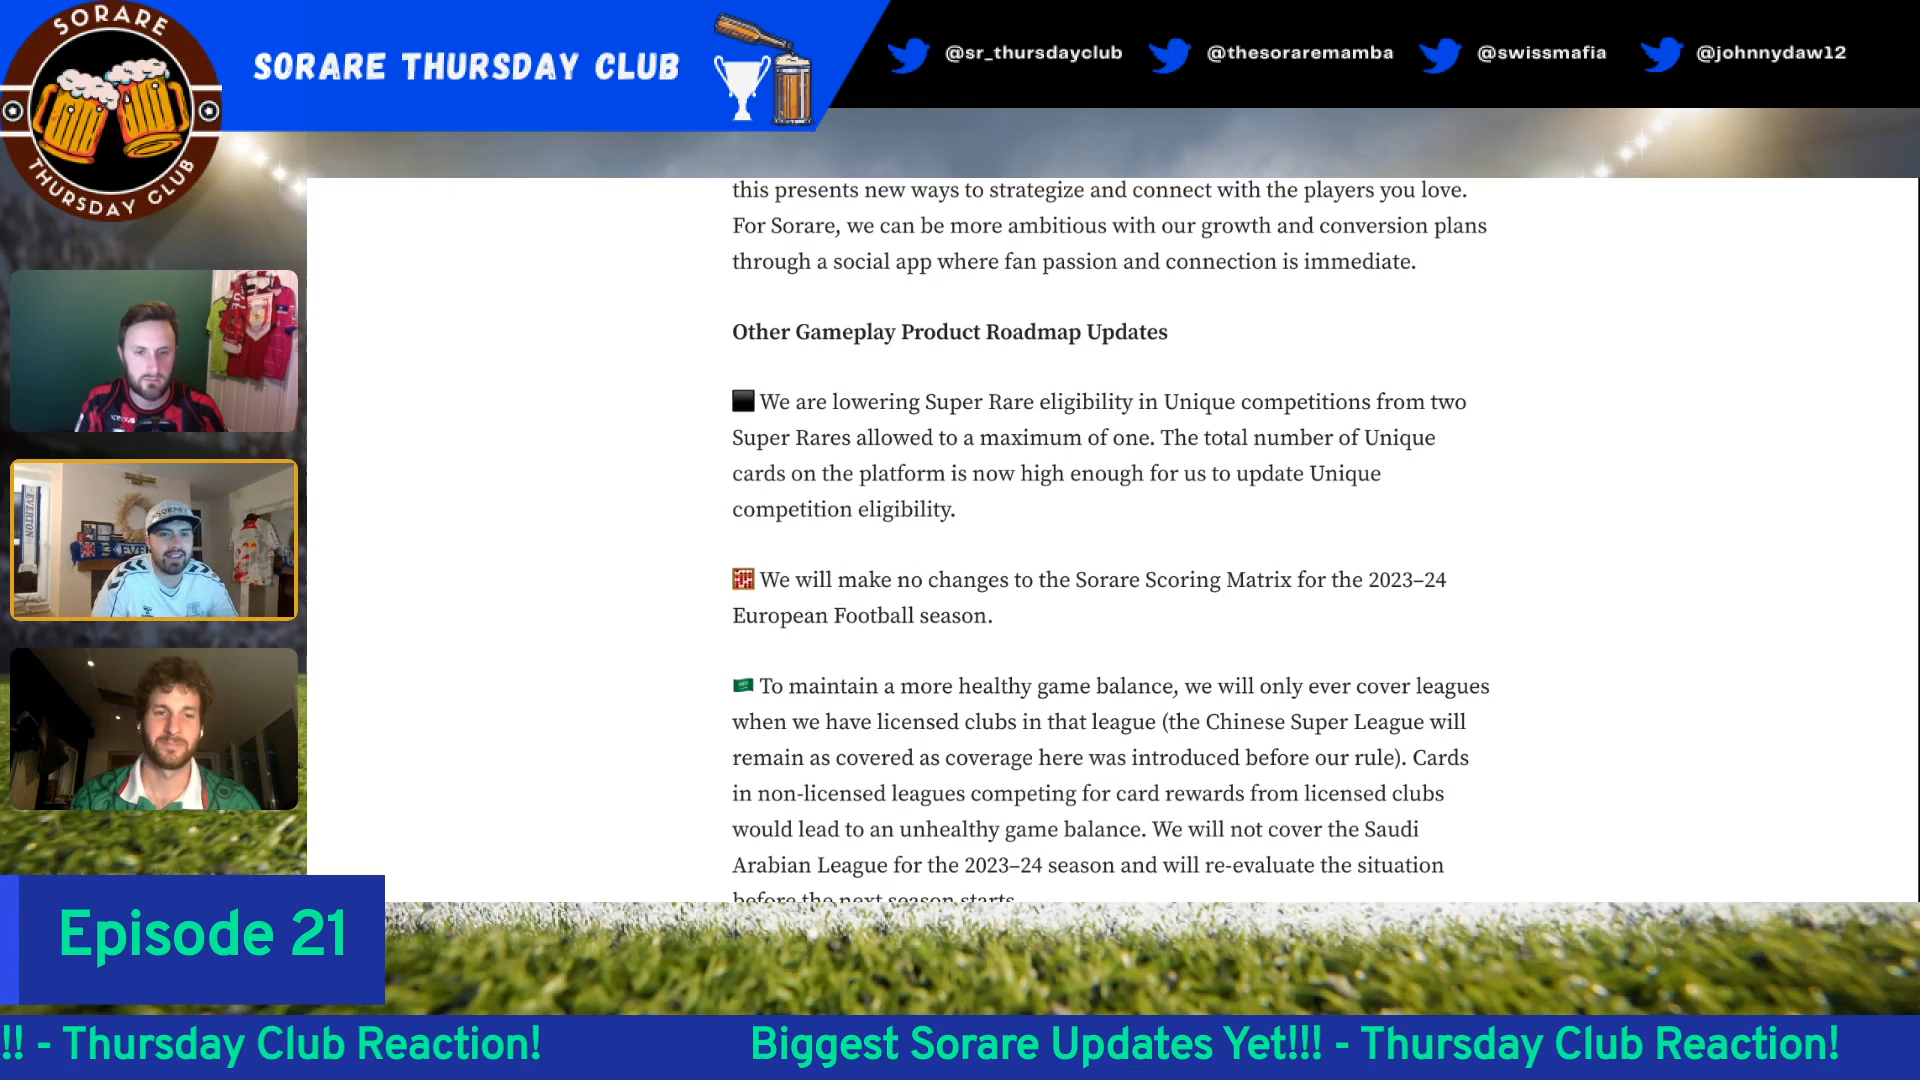 SORARE
THURSDAY CLUB
SORARE THURSDAY CLUB
@sr_thursdayclub
@thesoraremamba
@swissmafia
@johnnydaw12
this presents new ways to strategize and connect with the players you love.
For Sorare, we can be more ambitious with our growth and conversion plans
through a social app where fan passion and connection is immediate.
Other Gameplay Product Roadmap Updates
We are lowering Super Rare eligibility in Unique competitions from two
Super Rares allowed to a maximum of one. The total number of Unique
cards on the platform is now high enough for us to update Unique
competition eligibility.
We will make no changes to the Sorare Scoring Matrix for the 2023–24
European Football season.
To maintain a more healthy game balance, we will only ever cover leagues
when we have licensed clubs in that league (the Chinese Super League will
remain as covered as coverage here was introduced before our rule). Cards
in non-licensed leagues competing for card rewards from licensed clubs
would lead to an unhealthy game balance. We will not cover the Saudi
Arabian League for the 2023–24 season and will re-evaluate the situation
before the next season starts
EVERTON
SORARE
EVER
Episode 21
!! - Thursday Club Reaction!
Biggest Sorare Updates Yet!!! - Thursday Club Reaction!